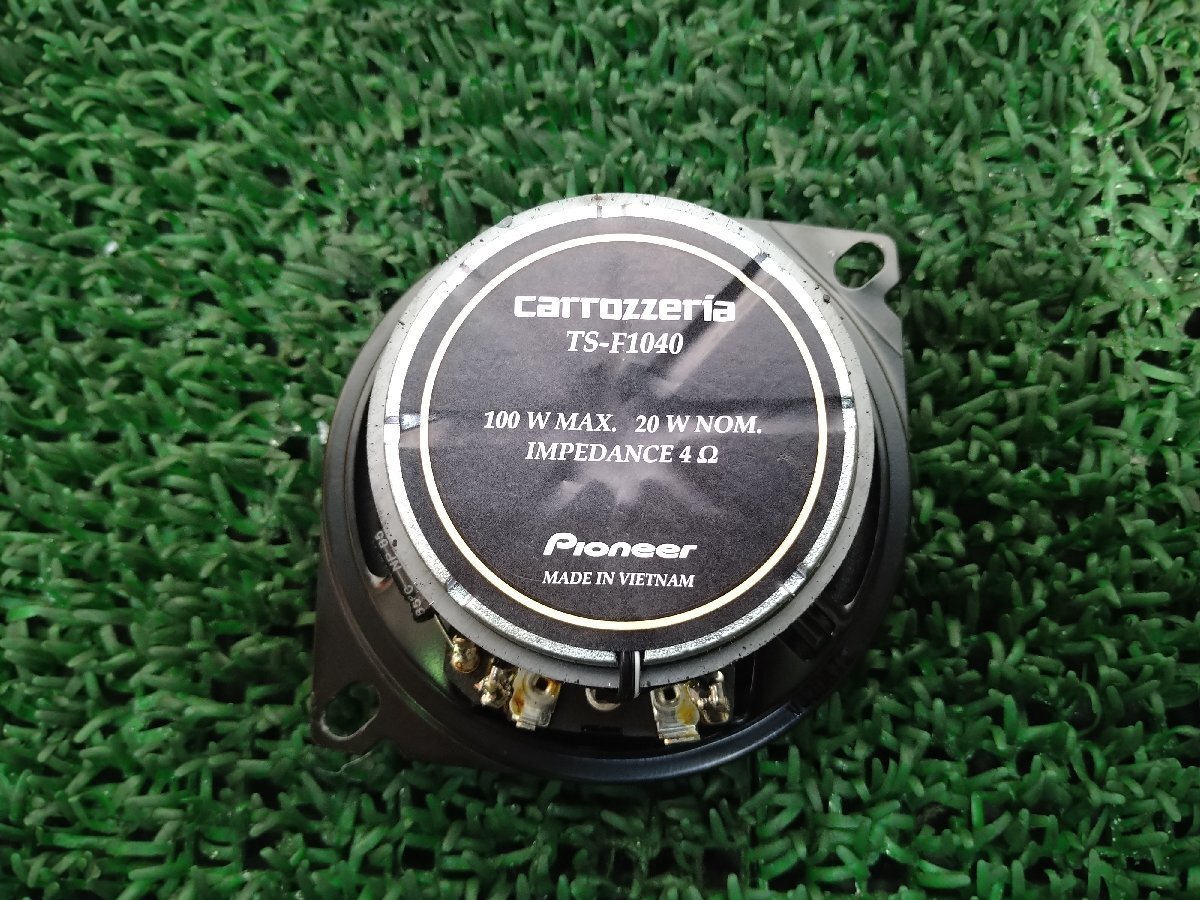 carrozzeria
TS-F1040
100 W MAX. 20 W NOM.
IMPEDANCE 4 Ω
Pioneer
MADE IN VIETNAM